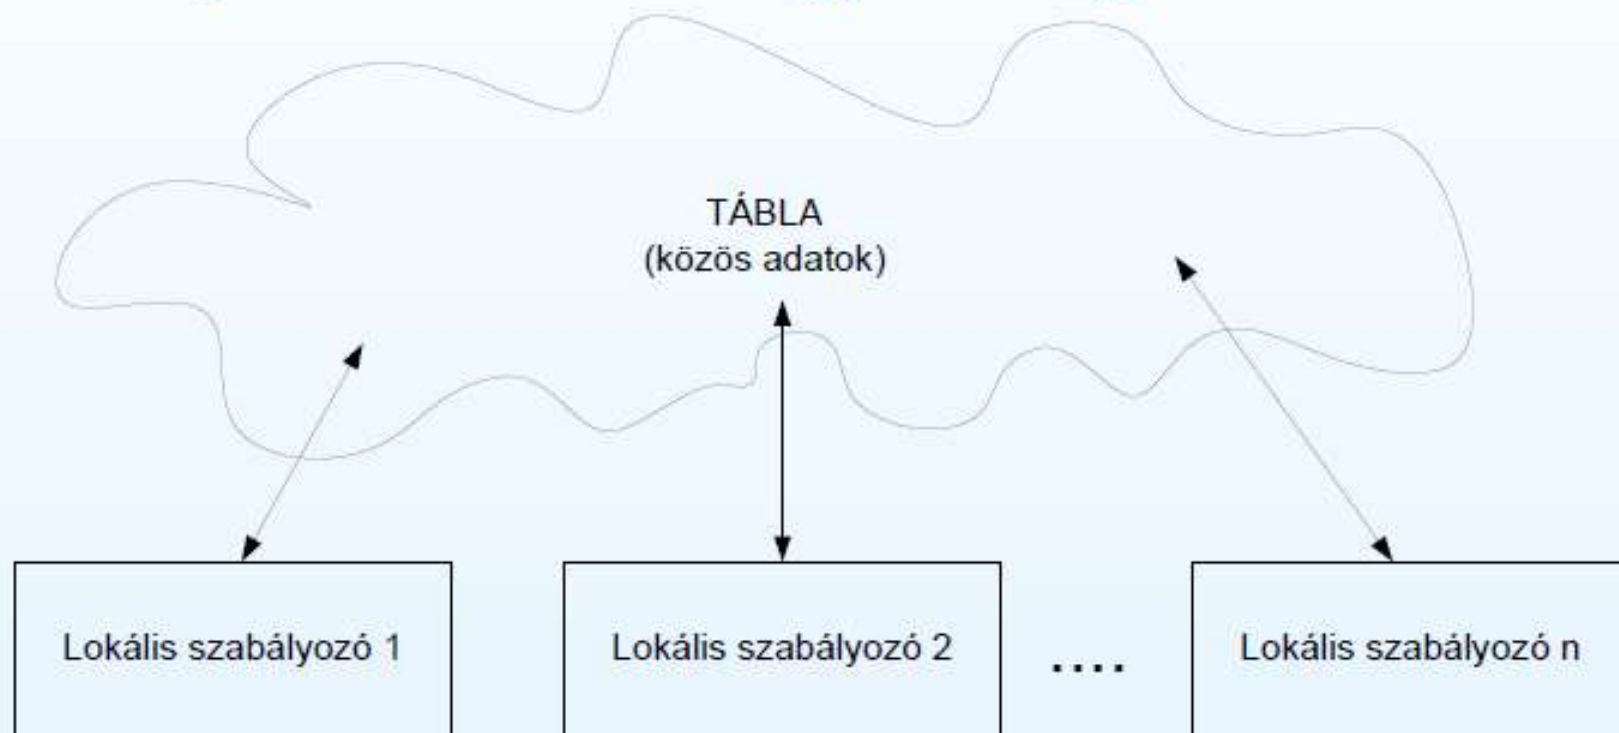 TÁBLA
(közös adatok)
Lokális szabályozó 1
Lokális szabályozó 2
....
Lokális szabályozó n